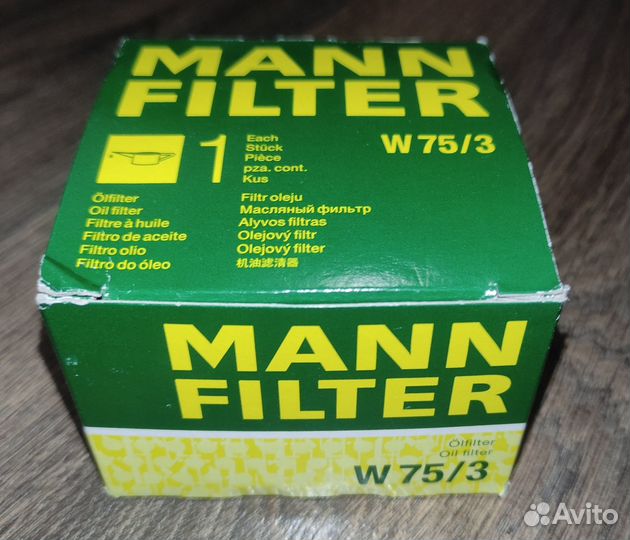 MANN
FILTER
1
Each
Stück
Pièce
pza. cont.
Kus
W 75/3
Ölfilter
Oil filter
Filtre à huile
Filtro de aceite
Filtro olio
Filtro do óleo
Filtr oleju
Масляный фильтр
Alyvos filtras
Olejový filtr
Olejový filter
机油滤清器
MANN
FILTER
Ölfilter
Oil filter
W 75/3
Avito